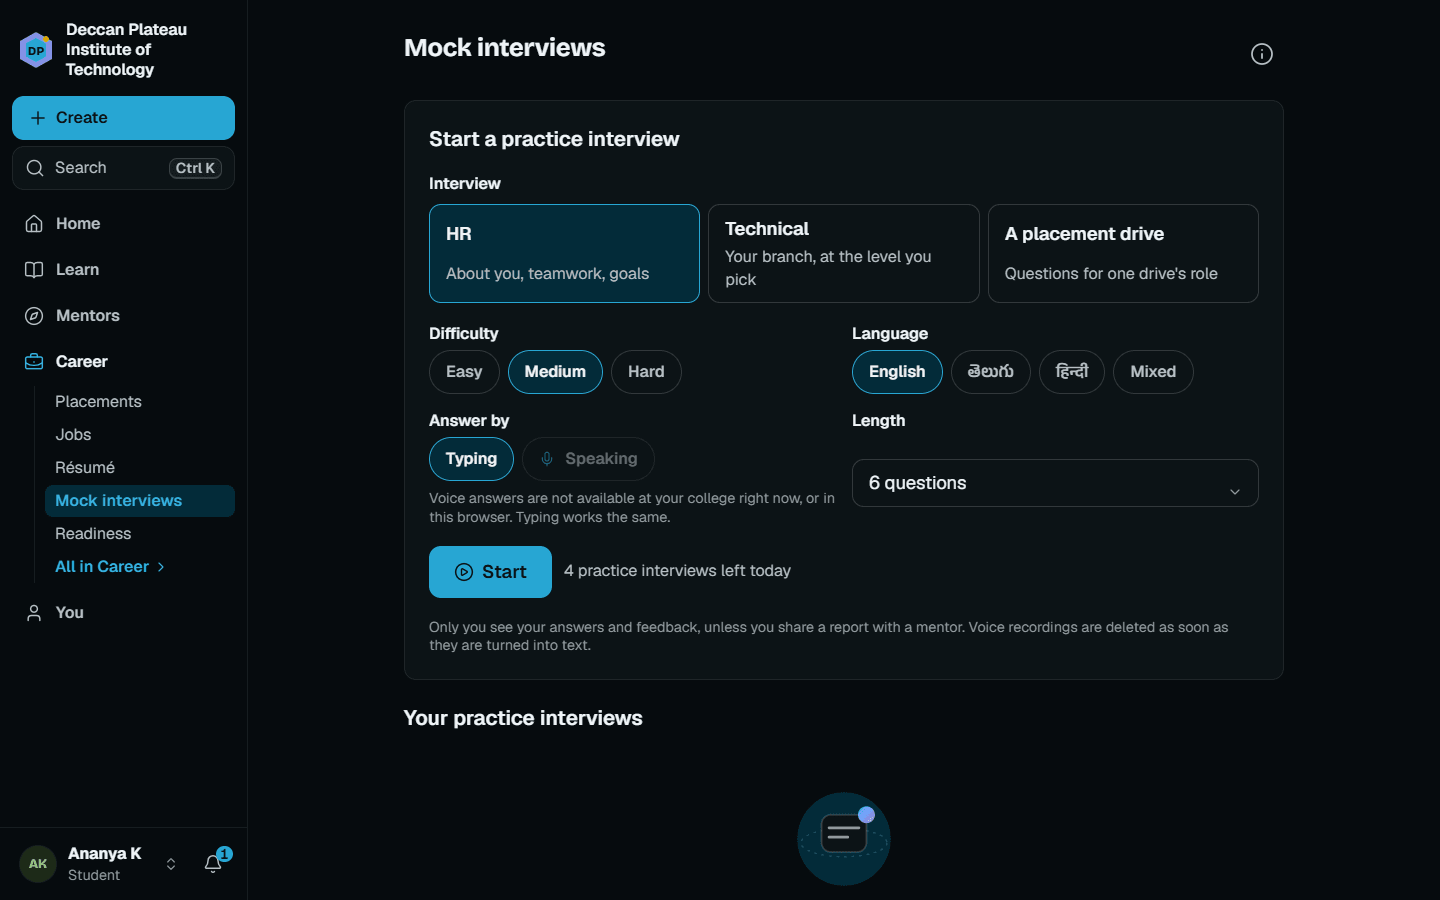 Deccan Plateau
Institute of
Technology
DP
Create
Search
Ctrl K
Home
Learn
Mentors
Career
Placements
Jobs
Résumé
Mock interviews
Readiness
All in Career
You
AK
Ananya K
Student
1
Mock interviews
Start a practice interview
Interview
HR
About you, teamwork, goals
Technical
Your branch, at the level you
pick
A placement drive
Questions for one drive's role
Difficulty
Easy
Medium
Hard
Language
English
తెలుగు
हिन्दी
Mixed
Answer by
Typing
Speaking
Voice answers are not available at your college right now, or in
this browser. Typing works the same.
Length
6 questions
Start
4 practice interviews left today
Only you see your answers and feedback, unless you share a report with a mentor. Voice recordings are deleted as soon as
they are turned into text.
Your practice interviews